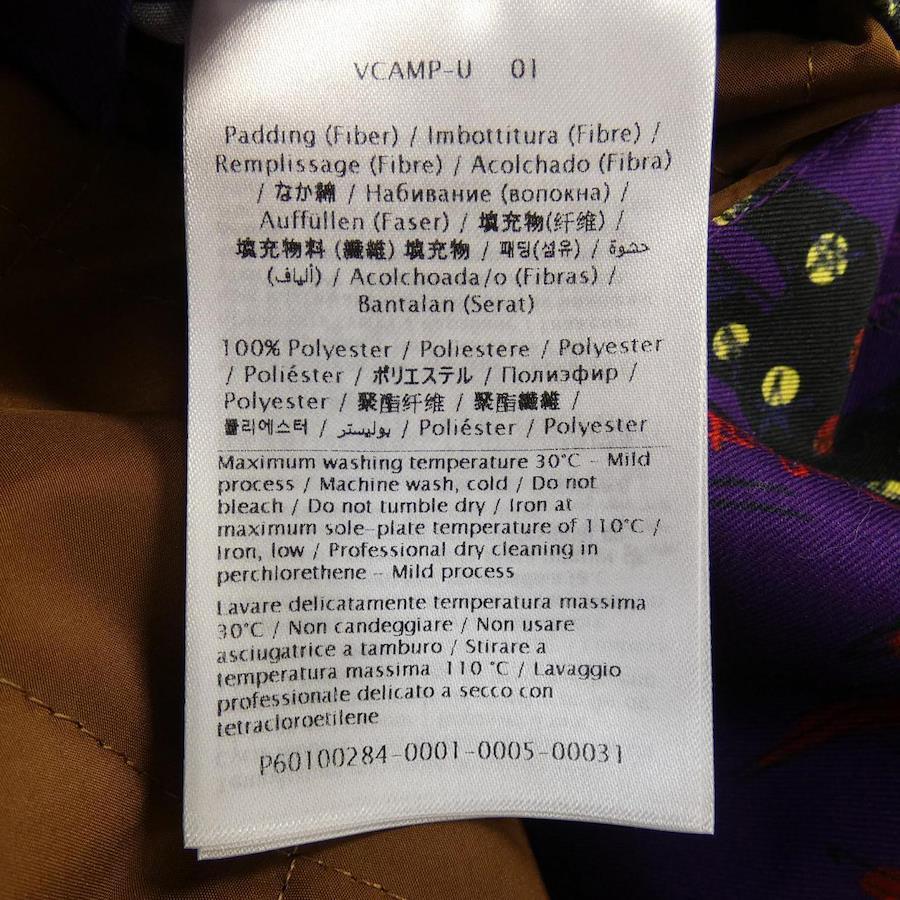 VCAMP-U 01
Padding (Fiber) / Imbottitura (Fibre) /
Remplissage (Fibre) / Acolchado (Fibra)
/ なか綿 / Набивание (волокна) /
Auffüllen (Faser) / 填充物(纤维) /
填充物料 (纖維) 填充物 / 패딩(섬유) / حشوة
(ألياف) / Acolchoada/o (Fibras) /
Bantalan (Serat)
100% Polyester / Poliestere / Polyester
/ Poliéster / ポリエステル / Полиэфир /
Polyester / 聚酯纤维 / 聚酯纖維 /
폴리에스터 / بوليستر / Poliéster / Polyester
Maximum washing temperature 30°C - Mild
process / Machine wash, cold / Do not
bleach / Do not tumble dry / Iron at
maximum sole-plate temperature of 110°C /
Iron, low / Professional dry cleaning in
perchlorethene - Mild process
Lavare delicatamente temperatura massima
30°C / Non candeggiare / Non usare
asciugatrice a tamburo / Stirare a
temperatura massima 110 °C / Lavaggio
professionale delicato a secco con
tetracloroetilene
P60100284-0001-0005-00031